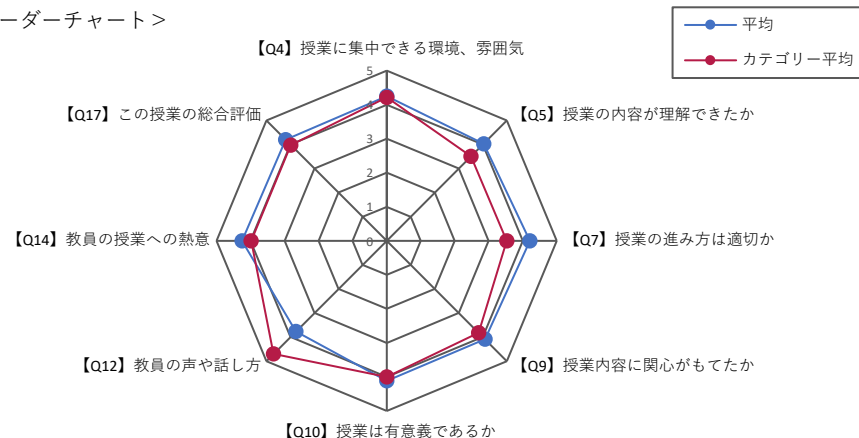 ーダーチャート＞
平均
カテゴリー平均
【Q4】授業に集中できる環境、雰囲気
【Q17】この授業の総合評価
【Q5】授業の内容が理解できたか
【Q14】教員の授業への熱意
【Q7】授業の進み方は適切か
【Q12】教員の声や話し方
【Q9】授業内容に関心がもてたか
【Q10】授業は有意義であるか
5
4
3
2
1
0